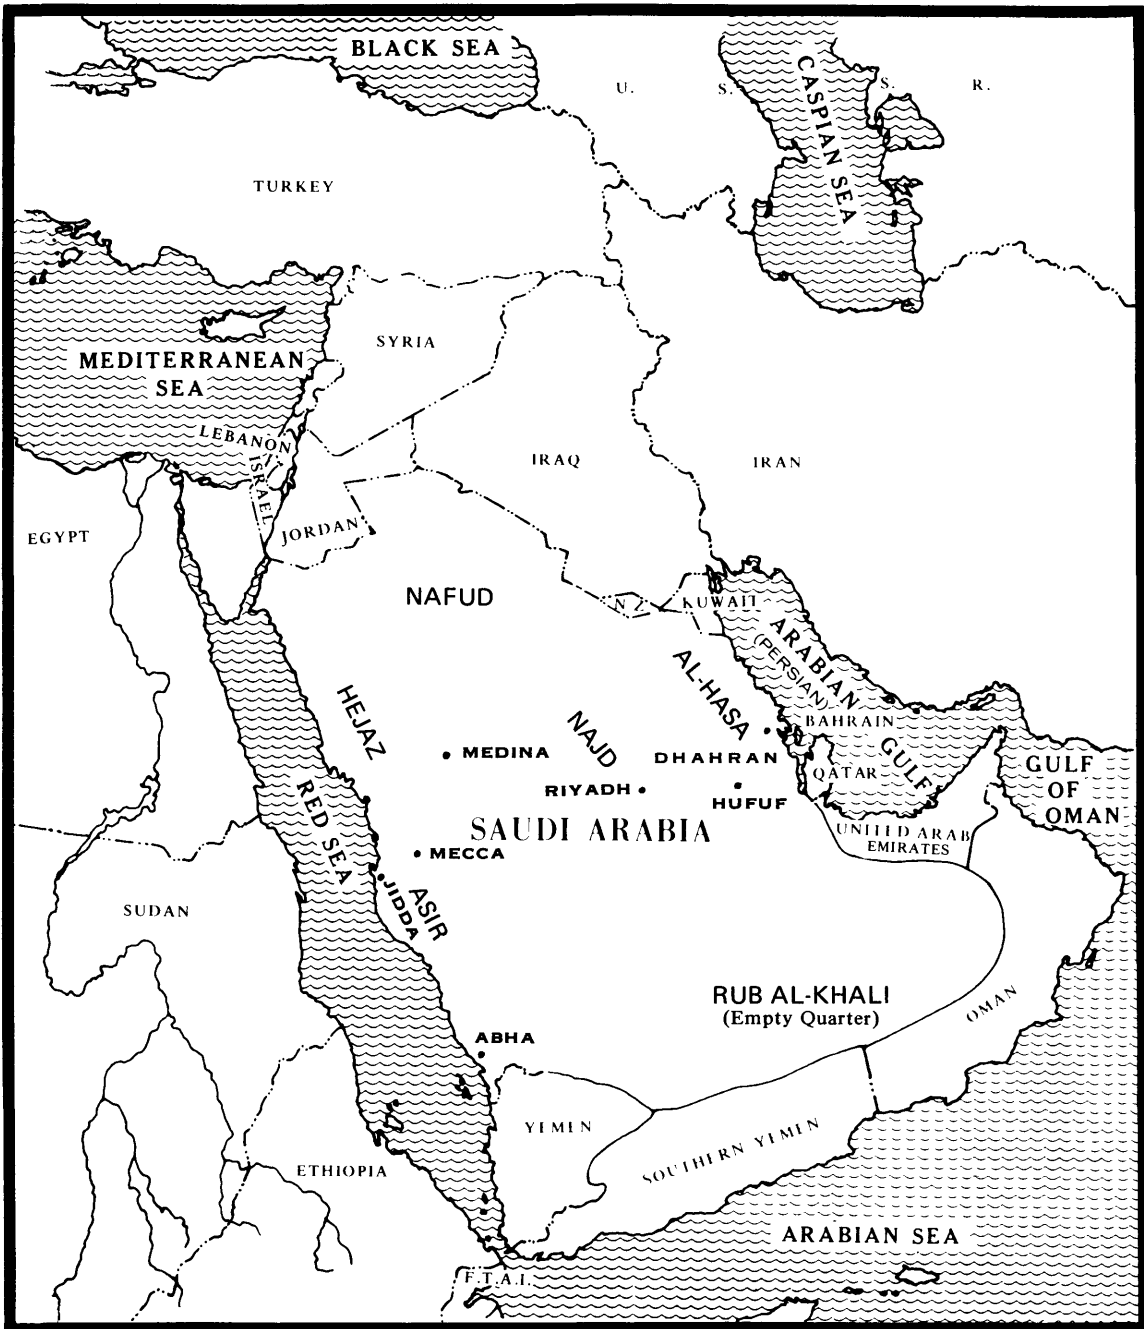 BLACK SEA
U. S. S. R.
CASPIAN SEA
TURKEY
SYRIA
MEDITERRANEAN
SEA
LEBANON
ISRAEL
IRAQ
IRAN
EGYPT
JORDAN
NAFUD
N Z
KUWAIT
ARABIAN
(PERSIAN)
GULF
AL-HASA
HEJAZ
NAJD
BAHRAIN
MEDINA
DHAHRAN
QATAR
GULF
OF
OMAN
RIYADH
HUFUF
RED SEA
SAUDI ARABIA
UNITED ARAB
EMIRATES
MECCA
JIDDA
ASIR
SUDAN
RUB AL-KHALI
(Empty Quarter)
OMAN
ABHA
YEMEN
SOUTHERN YEMEN
ETHIOPIA
ARABIAN SEA
F.T.A.I.